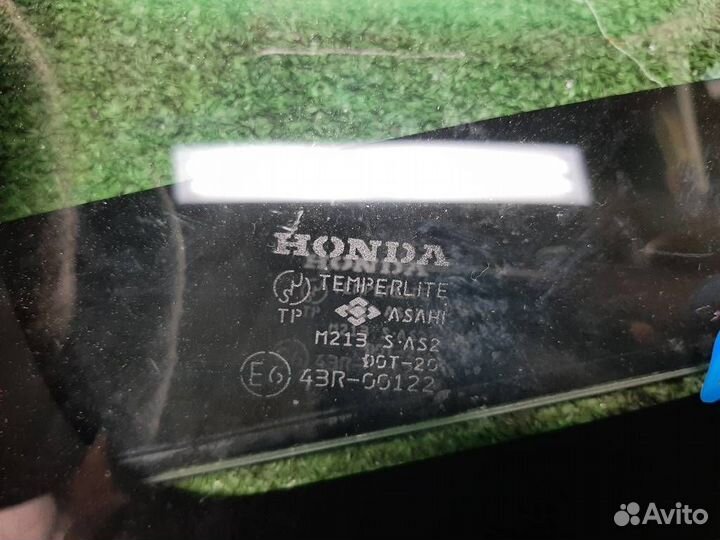 HONDA
TEMPERLITE
TP ASAHI
M213 S·AS2
DOT-20
E6 43R-00122
Avito